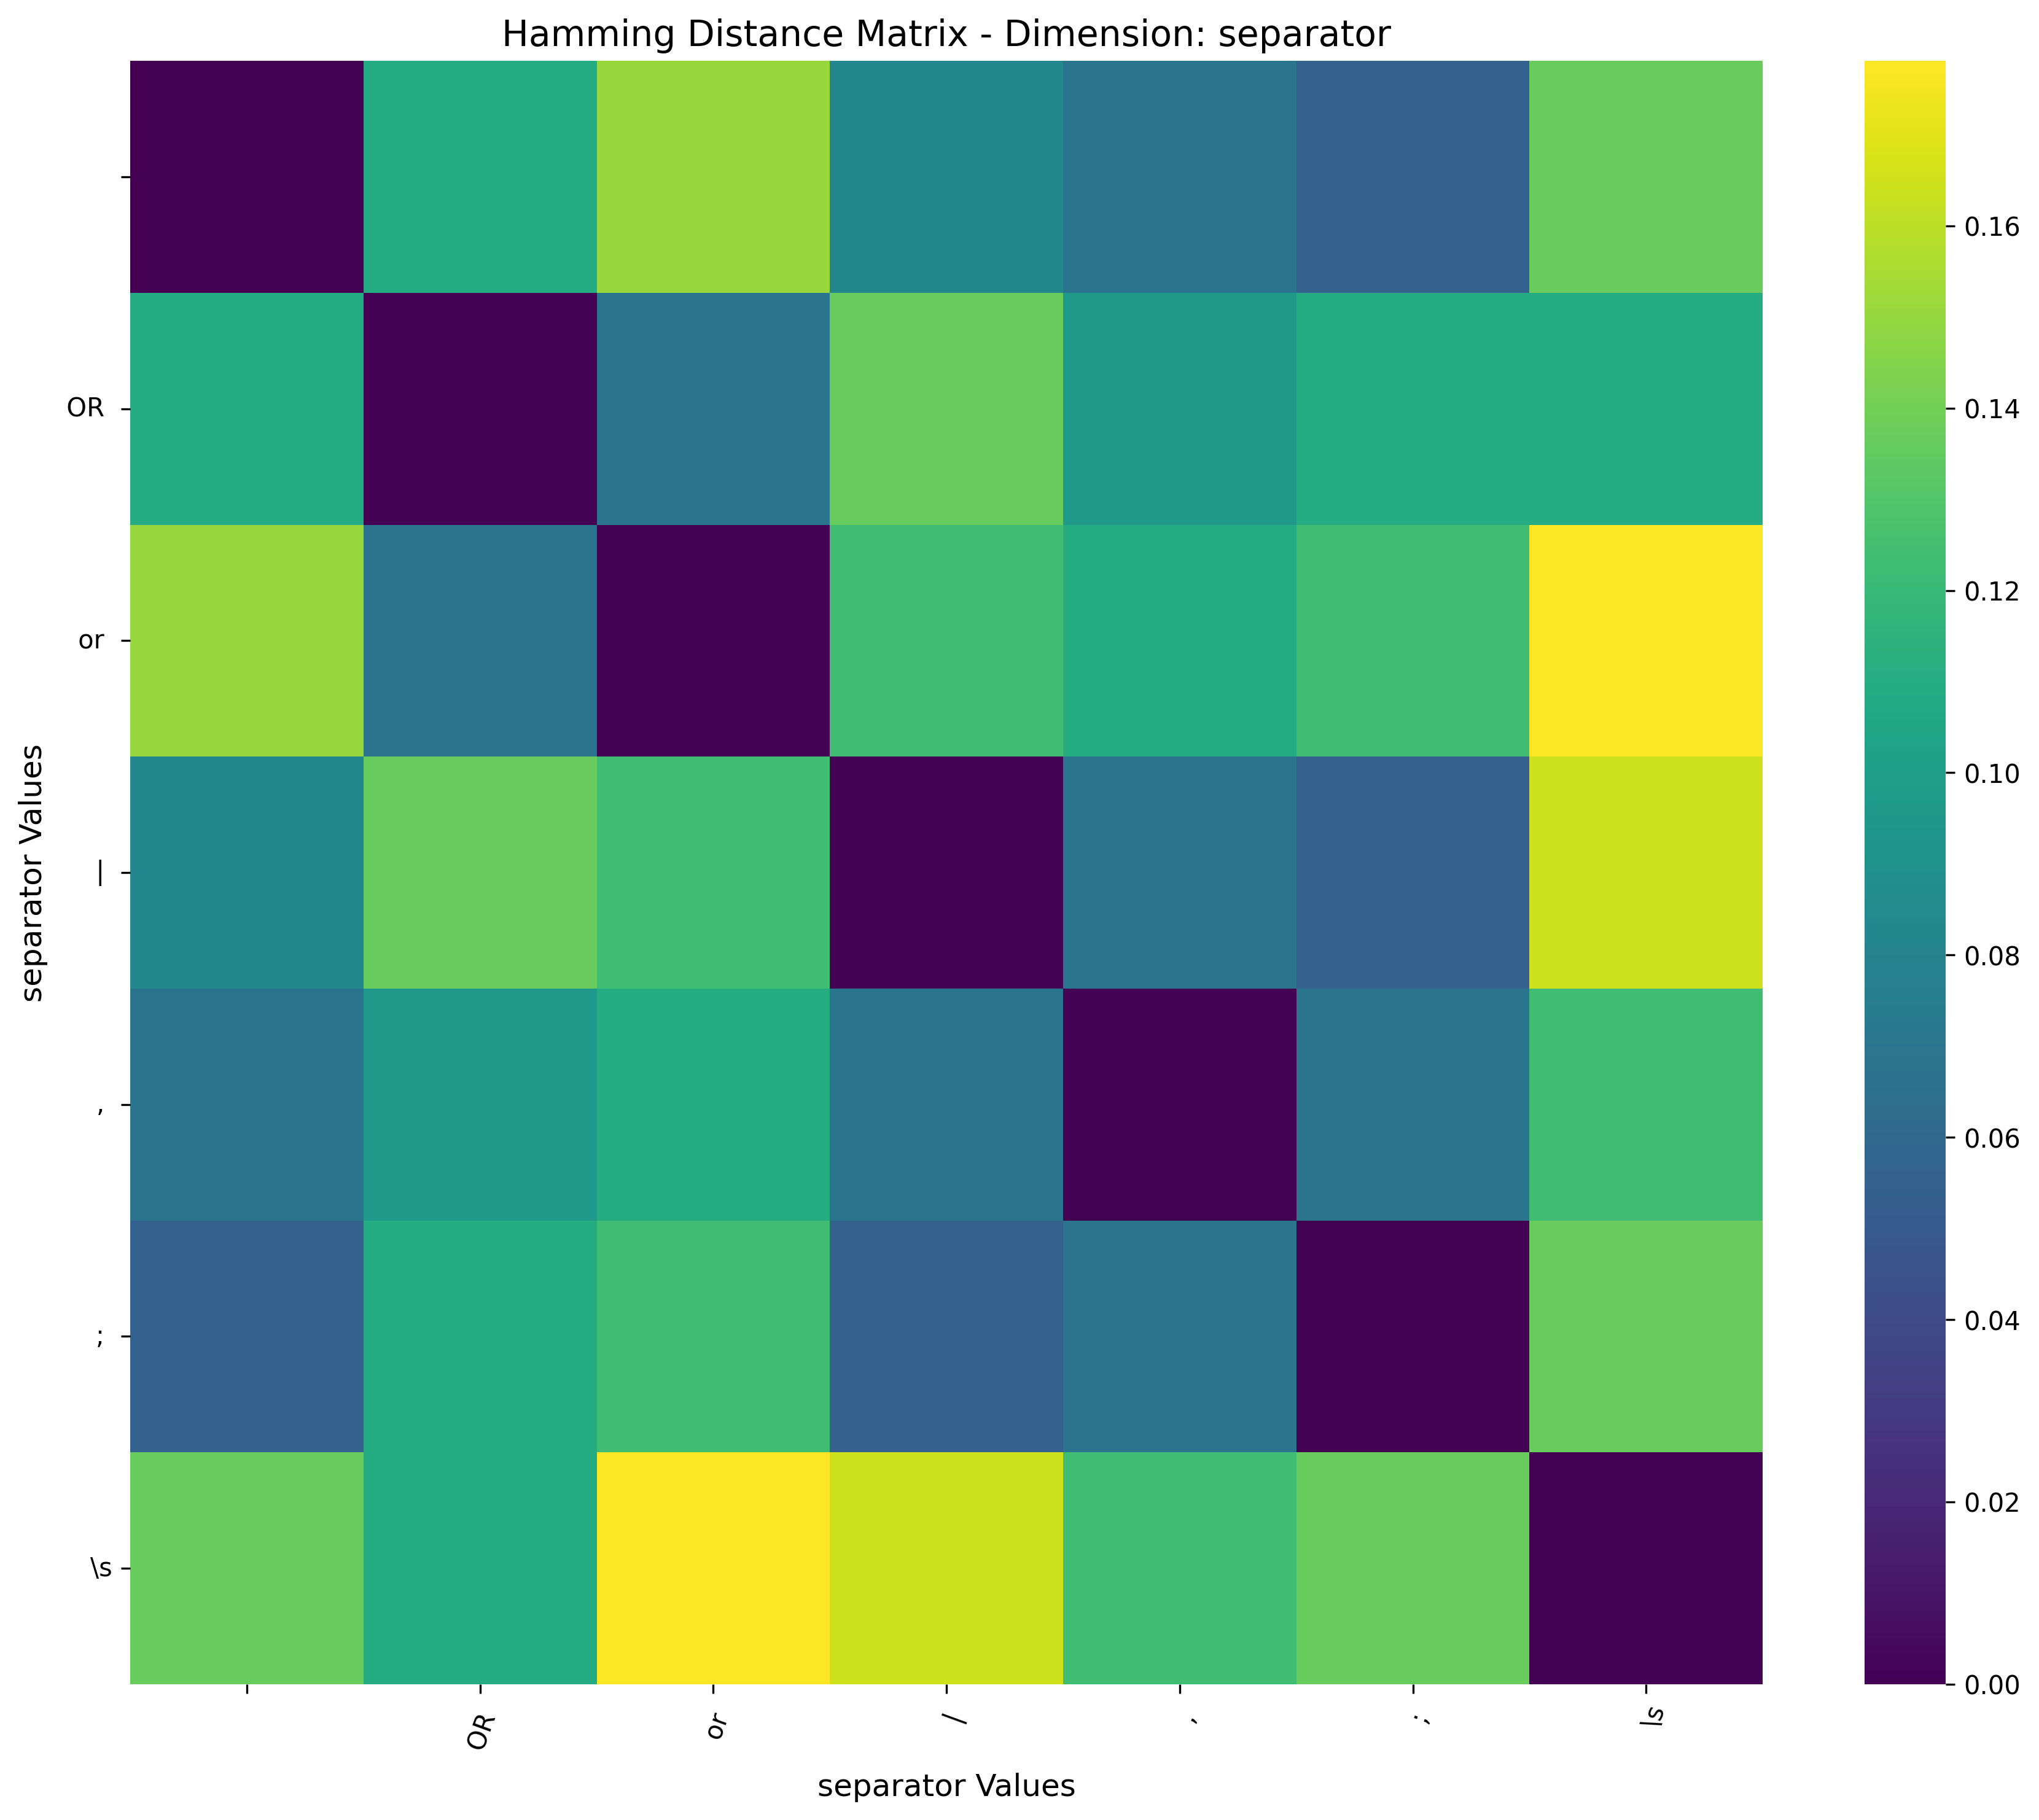 Hamming Distance Matrix - Dimension: separator
separator Values
OR
or
|
,
;
\s
OR
or
|
,
;
\s
separator Values
0.16
0.14
0.12
0.10
0.08
0.06
0.04
0.02
0.00